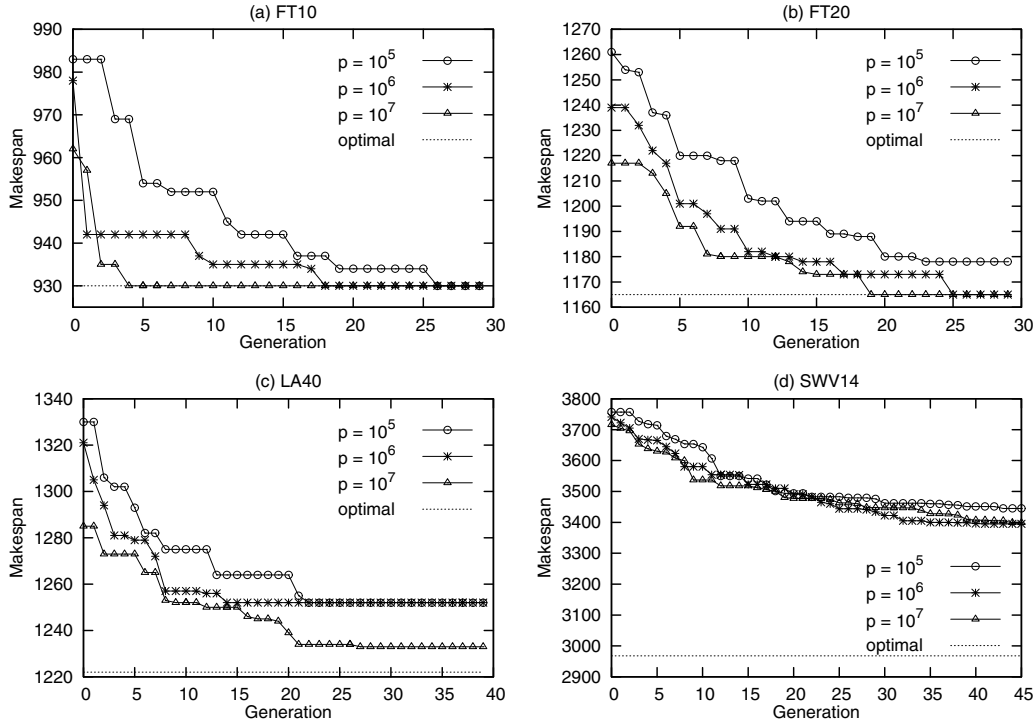 (a) FT10
990
980
970
960
950
940
930
Makespan
0 5 10 15 20 25 30
Generation
p = 10^5
p = 10^6
p = 10^7
optimal
(b) FT20
1270
1260
1250
1240
1230
1220
1210
1200
1190
1180
1170
1160
Makespan
0 5 10 15 20 25 30
Generation
p = 10^5
p = 10^6
p = 10^7
optimal
(c) LA40
1340
1320
1300
1280
1260
1240
1220
Makespan
0 5 10 15 20 25 30 35 40
Generation
p = 10^5
p = 10^6
p = 10^7
optimal
(d) SWV14
3800
3700
3600
3500
3400
3300
3200
3100
3000
2900
Makespan
0 5 10 15 20 25 30 35 40 45
Generation
p = 10^5
p = 10^6
p = 10^7
optimal